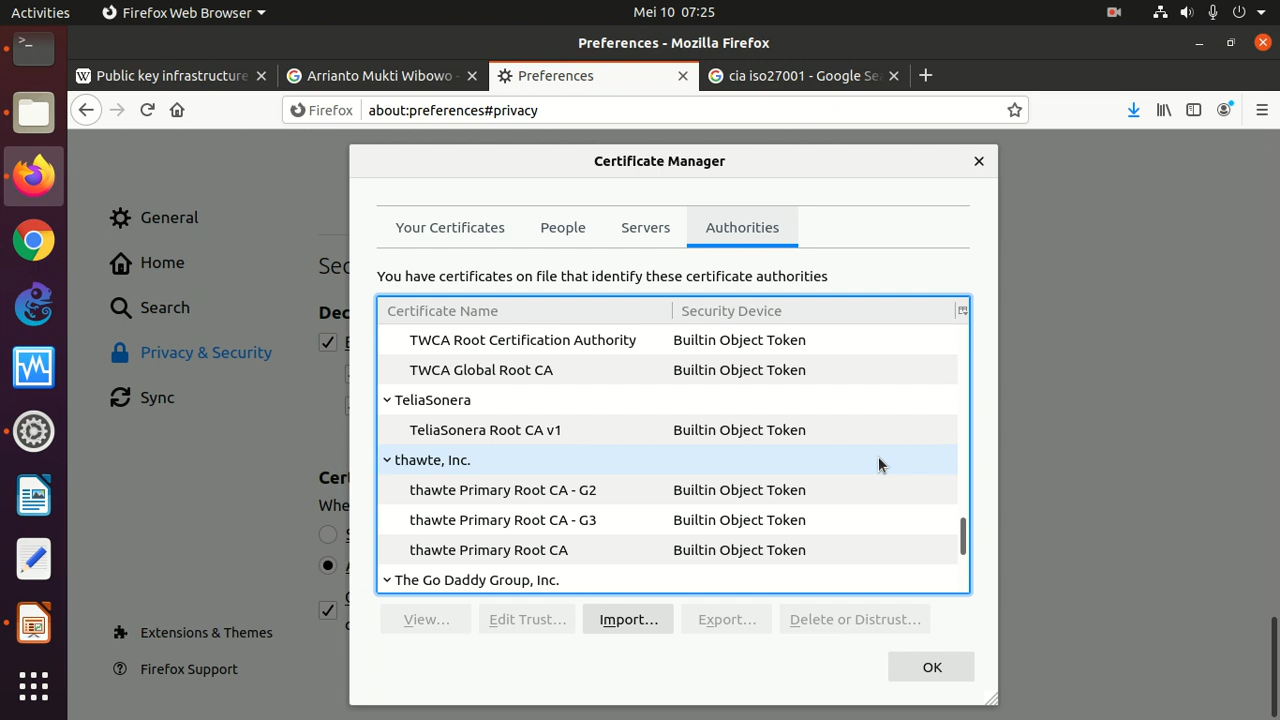 Activities
Firefox Web Browser
Mei 10 07:25
Preferences - Mozilla Firefox
Public key infrastructure
Arrianto Mukti Wibowo -
Preferences
cia iso27001 - Google Sea
Firefox
about:preferences#privacy
Certificate Manager
General
Home
Search
Privacy & Security
Sync
Extensions & Themes
Firefox Support
Your Certificates
People
Servers
Authorities
You have certificates on file that identify these certificate authorities
Certificate Name
Security Device
TWCA Root Certification Authority
Builtin Object Token
TWCA Global Root CA
Builtin Object Token
TeliaSonera
TeliaSonera Root CA v1
Builtin Object Token
thawte, Inc.
thawte Primary Root CA - G2
Builtin Object Token
thawte Primary Root CA - G3
Builtin Object Token
thawte Primary Root CA
Builtin Object Token
The Go Daddy Group, Inc.
View...
Edit Trust...
Import...
Export...
Delete or Distrust...
OK